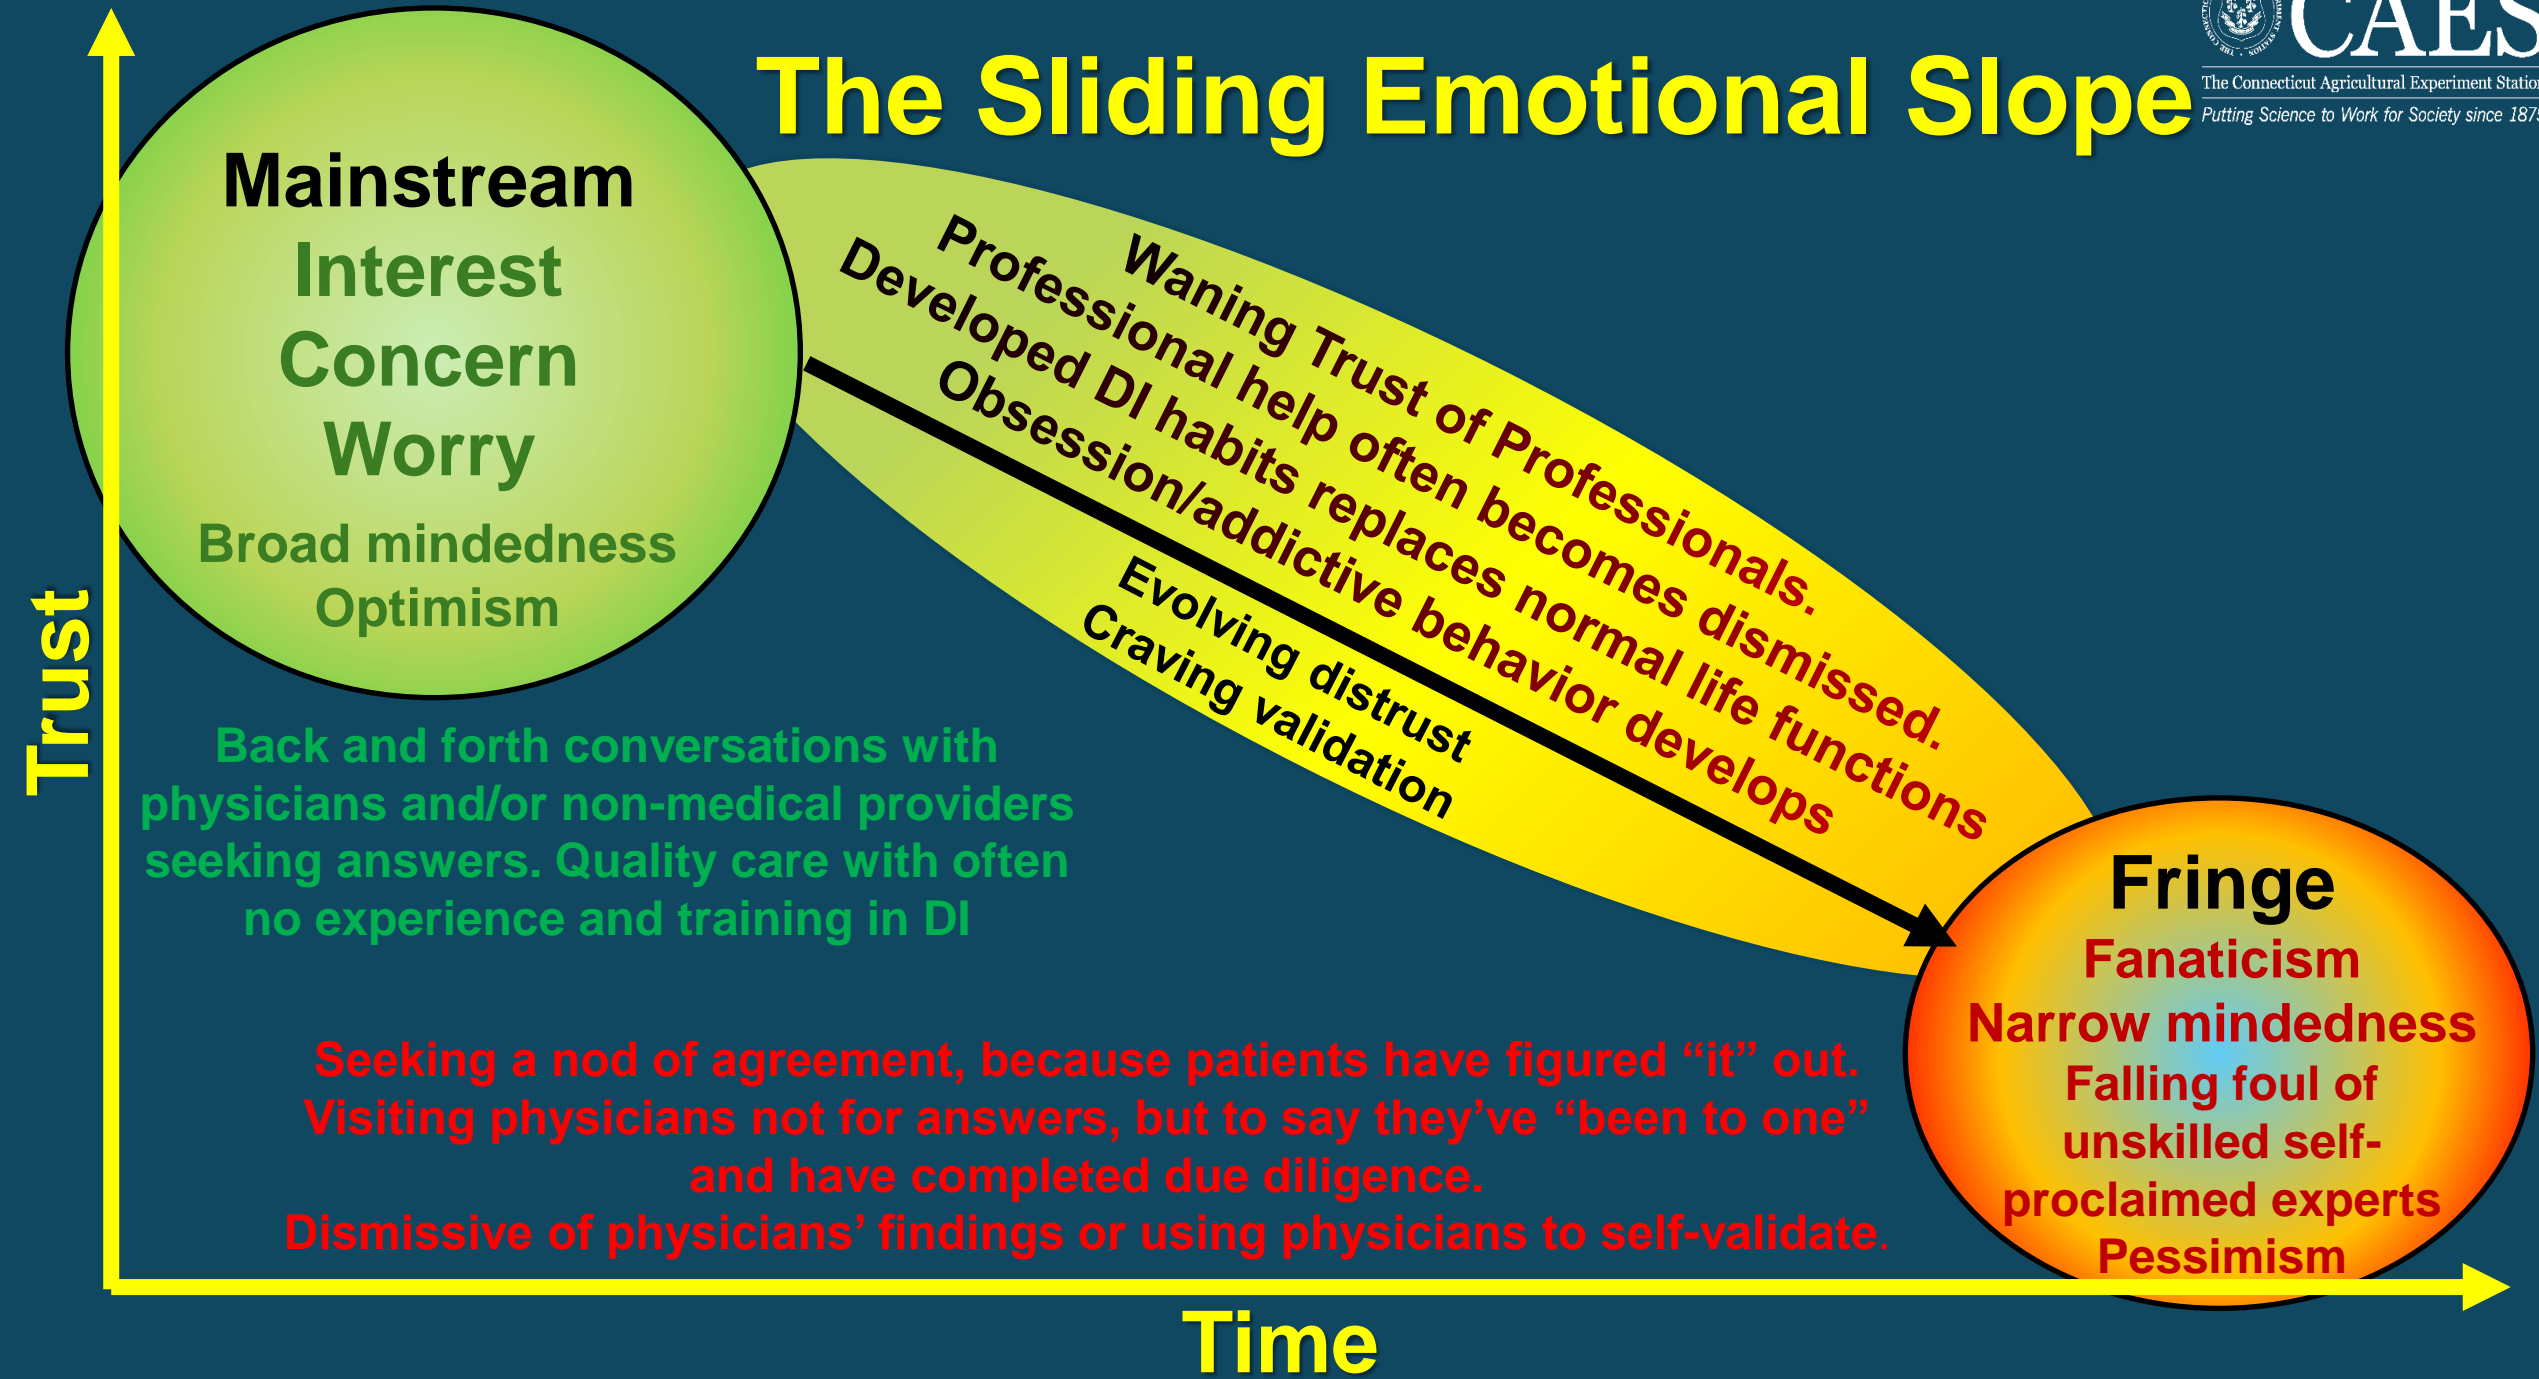 The Sliding Emotional Slope
CAES
The Connecticut Agricultural Experiment Station
Putting Science to Work for Society since 1875
Mainstream
Interest
Concern
Worry
Broad mindedness
Optimism
Waning Trust of Professionals.
Professional help often becomes dismissed.
Developed DI habits replaces normal life functions
Obsession/addictive behavior develops
Evolving distrust
Craving validation
Trust
Back and forth conversations with
physicians and/or non-medical providers
seeking answers. Quality care with often
no experience and training in DI
Fringe
Fanaticism
Narrow mindedness
Falling foul of
unskilled self-
proclaimed experts
Pessimism
Seeking a nod of agreement, because patients have figured “it” out.
Visiting physicians not for answers, but to say they’ve “been to one”
and have completed due diligence.
Dismissive of physicians’ findings or using physicians to self-validate.
Time